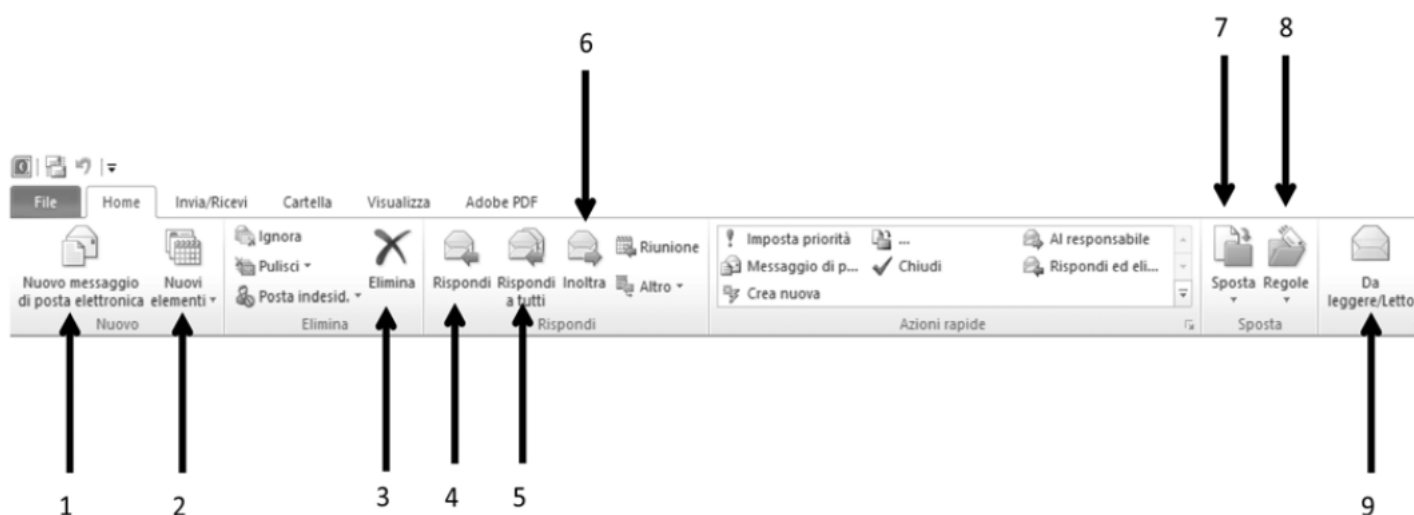 6
7
8
File Home Invia/Ricevi Cartella Visualizza Adobe PDF
Nuovo messaggio
di posta elettronica
Nuovi
elementi
Nuovo
Ignora
Pulisci
Posta indesid.
Elimina
Elimina
Rispondi
Rispondi
a tutti
Inoltra
Riunione
Altro
Rispondi
Imposta priorità
Messaggio di p...
Crea nuova
...
Chiudi
Al responsabile
Rispondi ed eli...
Azioni rapide
Sposta
Regole
Sposta
Da
leggere/Letto
1
2
3
4
5
9